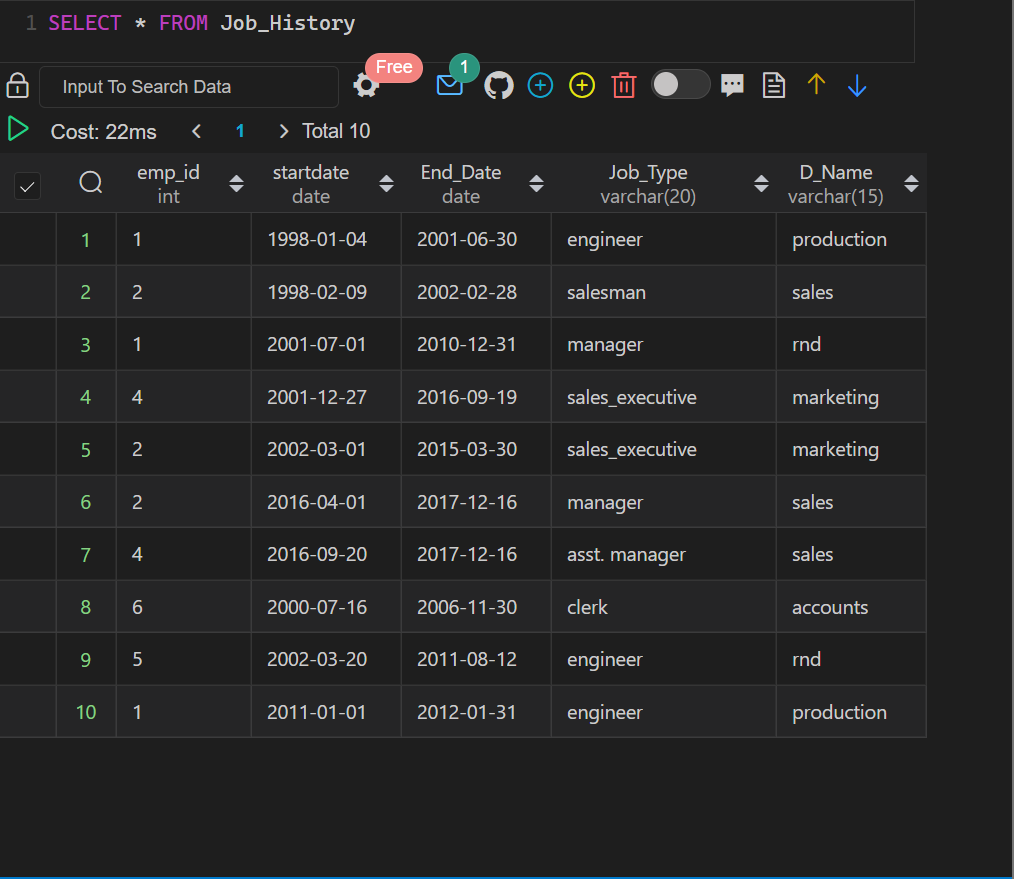 1 SELECT * FROM Job_History
Input To Search Data Free 1
Cost: 22ms < 1 > Total 10
emp_id startdate End_Date Job_Type D_Name
int date date varchar(20) varchar(15)
1 1 1998-01-04 2001-06-30 engineer production
2 2 1998-02-09 2002-02-28 salesman sales
3 1 2001-07-01 2010-12-31 manager rnd
4 4 2001-12-27 2016-09-19 sales_executive marketing
5 2 2002-03-01 2015-03-30 sales_executive marketing
6 2 2016-04-01 2017-12-16 manager sales
7 4 2016-09-20 2017-12-16 asst. manager sales
8 6 2000-07-16 2006-11-30 clerk accounts
9 5 2002-03-20 2011-08-12 engineer rnd
10 1 2011-01-01 2012-01-31 engineer production